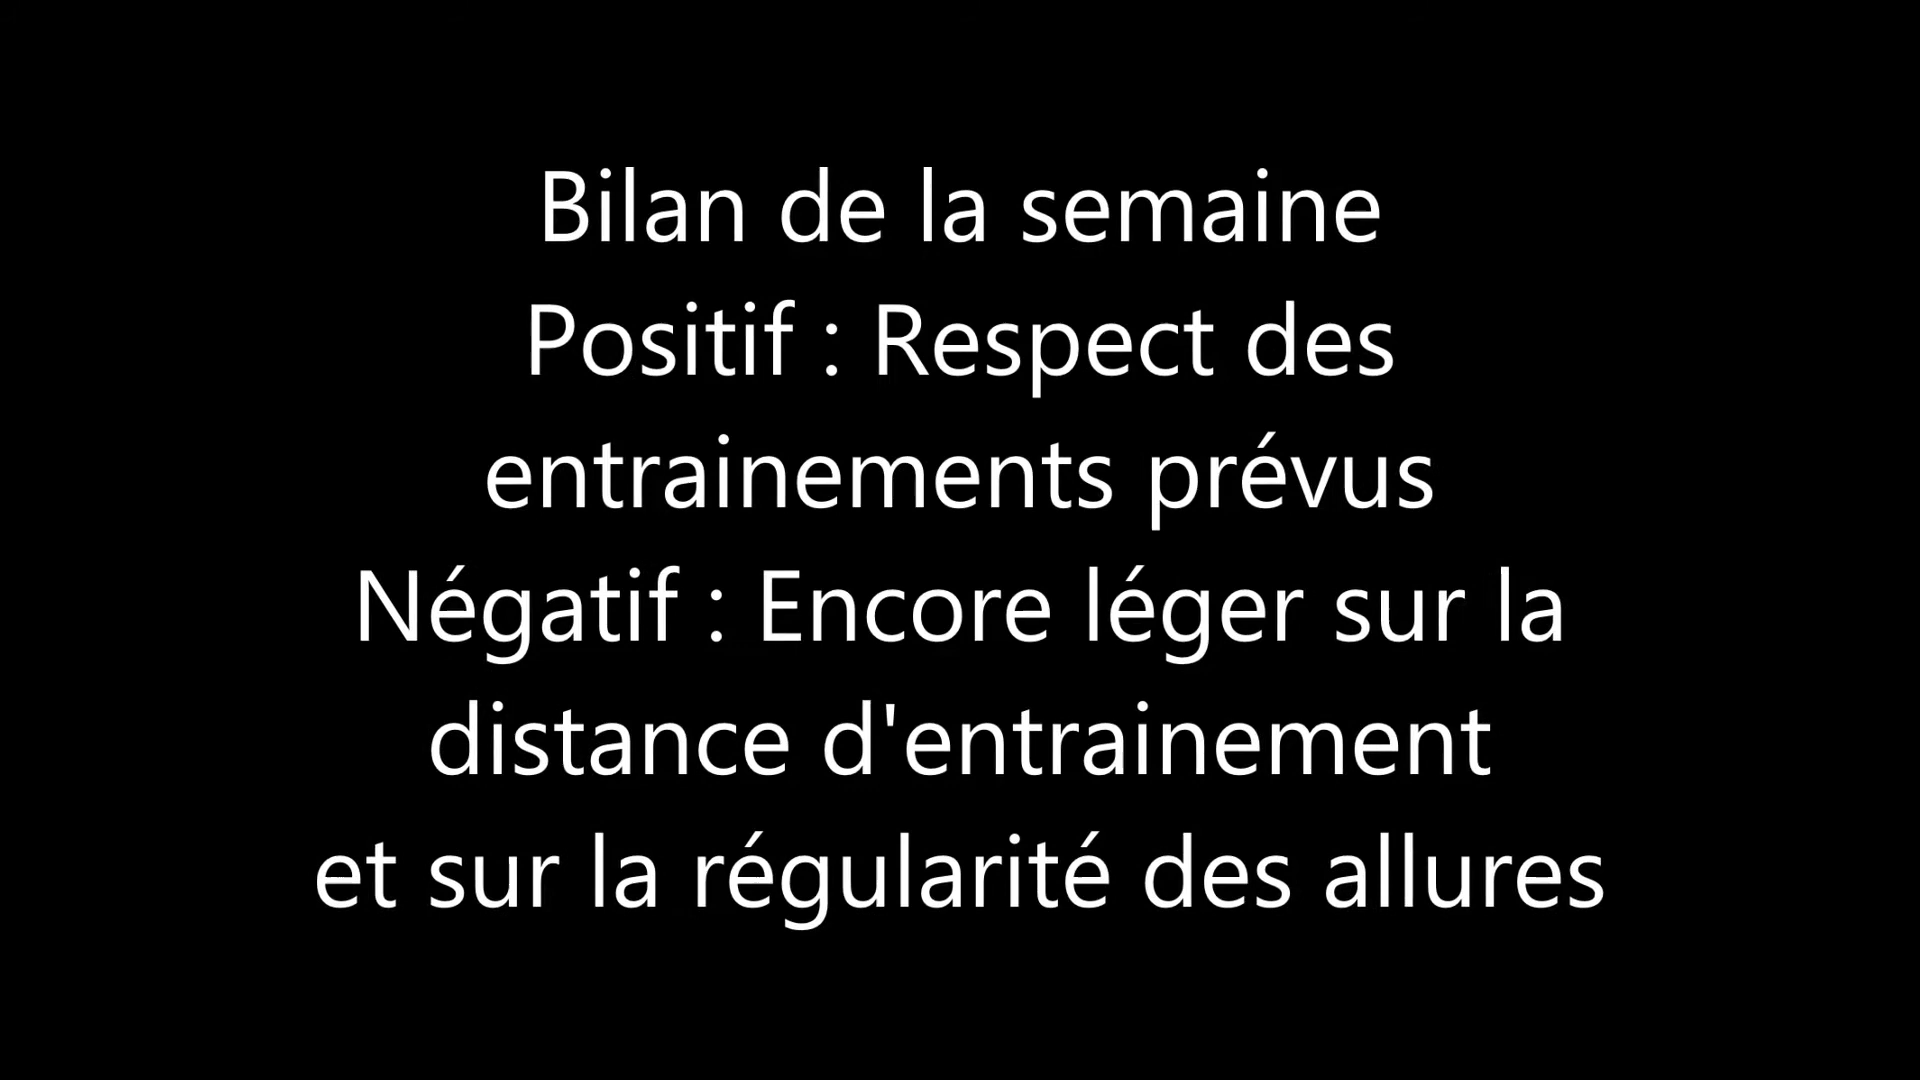 Bilan de la semaine
Positif : Respect des
entrainements prévus
Négatif : Encore léger sur la
distance d'entrainement
et sur la régularité des allures